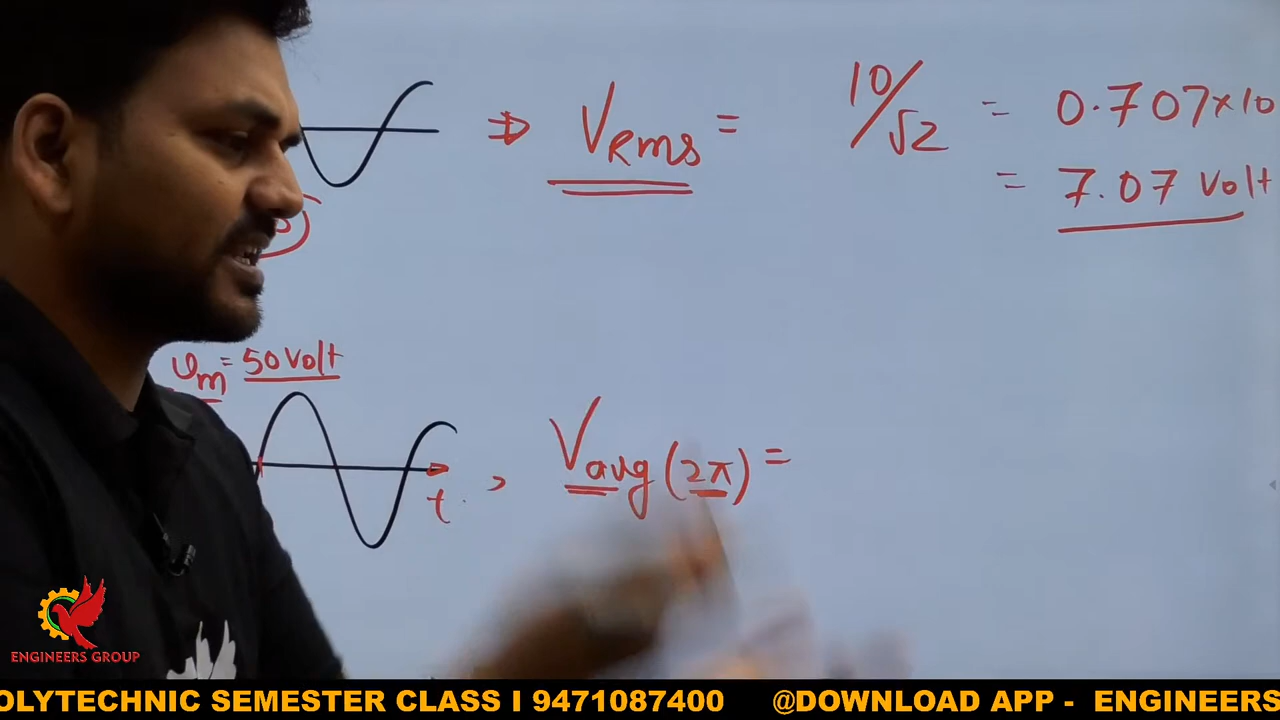 ⇒ VRms = 10/√2 = 0.707×10
= 7.07 Volt
υm = 50 Volt
t. , Vavg (2π) =
ENGINEERS GROUP
OLYTECHNIC SEMESTER CLASS I 9471087400 @DOWNLOAD APP - ENGINEERS